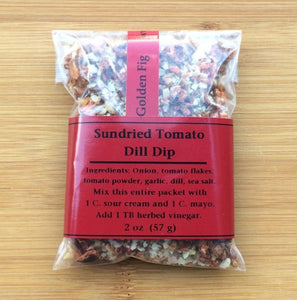 Golden Fig
Sundried Tomato
Dill Dip
Ingredients: Onion, tomato flakes,
tomato powder, garlic, dill, sea salt.
Mix this entire packet with
1 C. sour cream and 1 C. mayo.
Add 1 TB herbed vinegar.
2 oz (57 g)